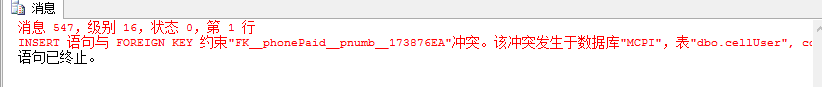 消息
消息 547，级别 16，状态 0，第 1 行
INSERT 语句与 FOREIGN KEY 约束"FK__phonePaid__pnumb__173876EA"冲突。该冲突发生于数据库"MCPI"，表"dbo.cellUser", co
语句已终止。